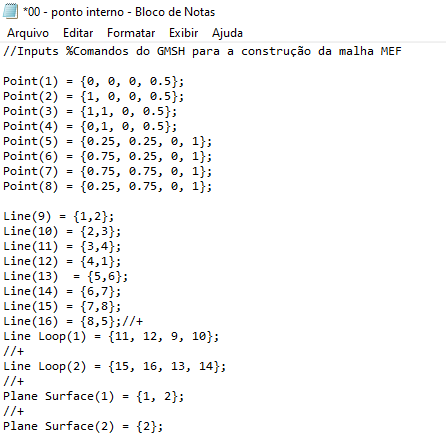 *00 - ponto interno - Bloco de Notas
Arquivo Editar Formatar Exibir Ajuda
//Inputs %Comandos do GMSH para a construção da malha MEF
Point(1) = {0, 0, 0, 0.5};
Point(2) = {1, 0, 0, 0.5};
Point(3) = {1,1, 0, 0.5};
Point(4) = {0,1, 0, 0.5};
Point(5) = {0.25, 0.25, 0, 1};
Point(6) = {0.75, 0.25, 0, 1};
Point(7) = {0.75, 0.75, 0, 1};
Point(8) = {0.25, 0.75, 0, 1};
Line(9) = {1,2};
Line(10) = {2,3};
Line(11) = {3,4};
Line(12) = {4,1};
Line(13)  = {5,6};
Line(14) = {6,7};
Line(15) = {7,8};
Line(16) = {8,5};//+
Line Loop(1) = {11, 12, 9, 10};
//+
Line Loop(2) = {15, 16, 13, 14};
//+
Plane Surface(1) = {1, 2};
//+
Plane Surface(2) = {2};